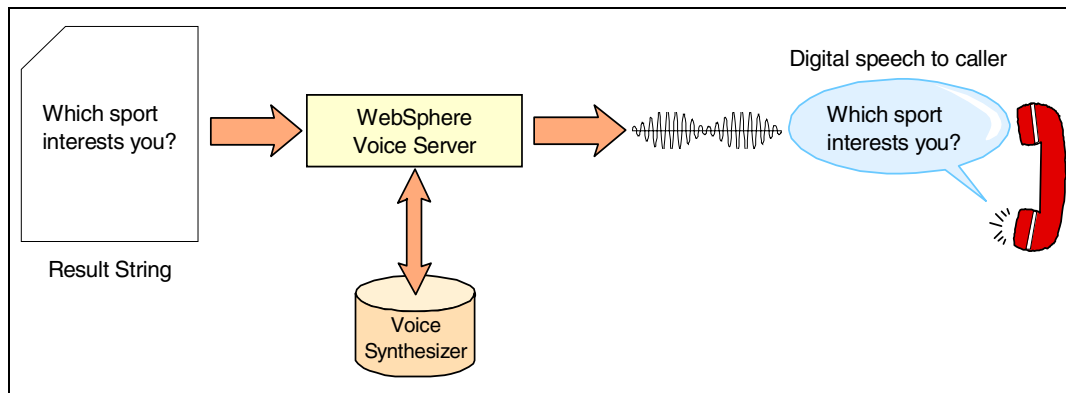 Which sport
interests you?
Result String
WebSphere
Voice Server
Voice
Synthesizer
Digital speech to caller
Which sport
interests you?